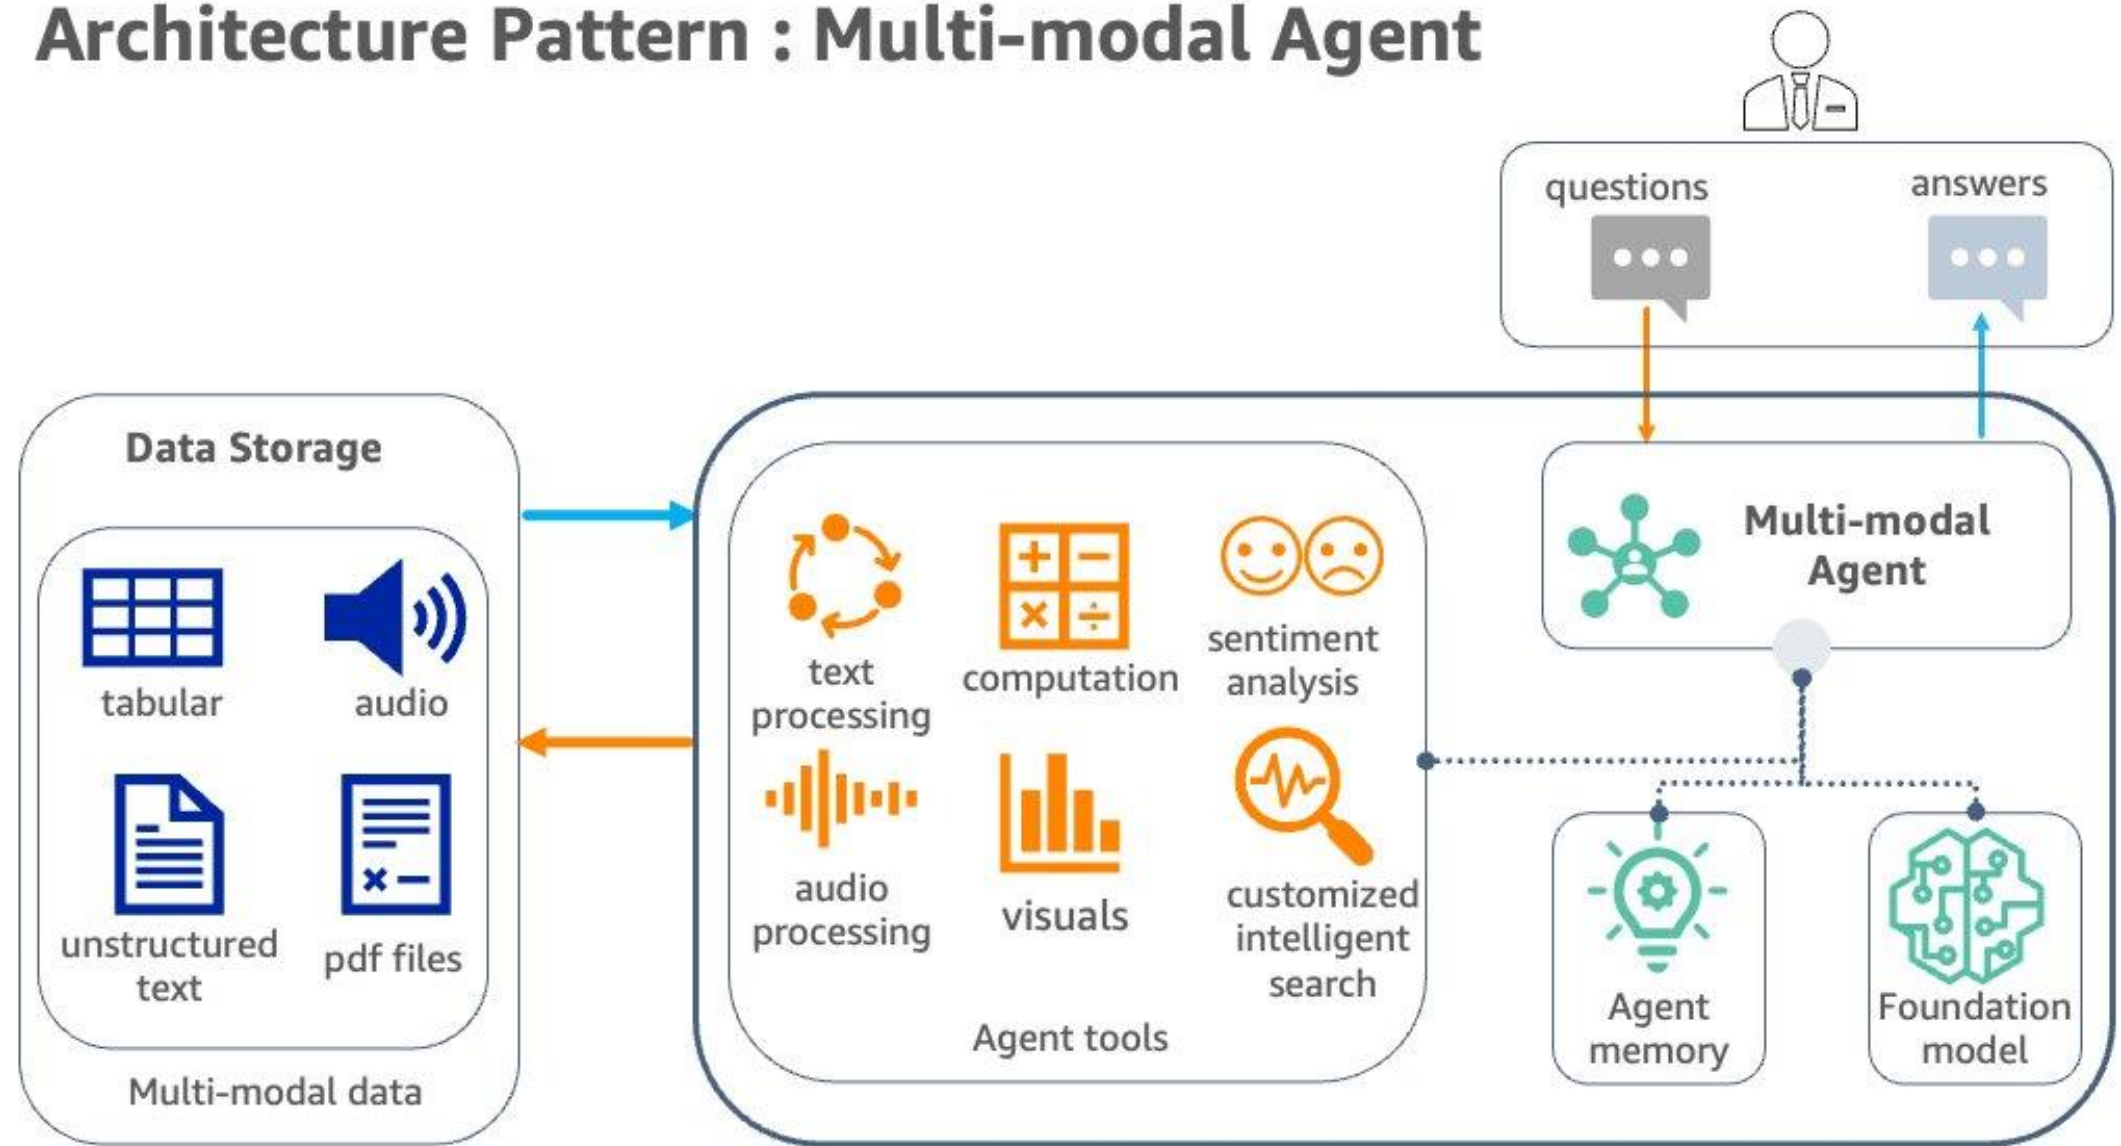 Architecture Pattern : Multi-modal Agent
questions
answers
Data Storage
tabular
audio
unstructured
text
pdf files
Multi-modal data
text
processing
computation
sentiment
analysis
audio
processing
visuals
customized
intelligent
search
Agent tools
Multi-modal
Agent
Agent
memory
Foundation
model